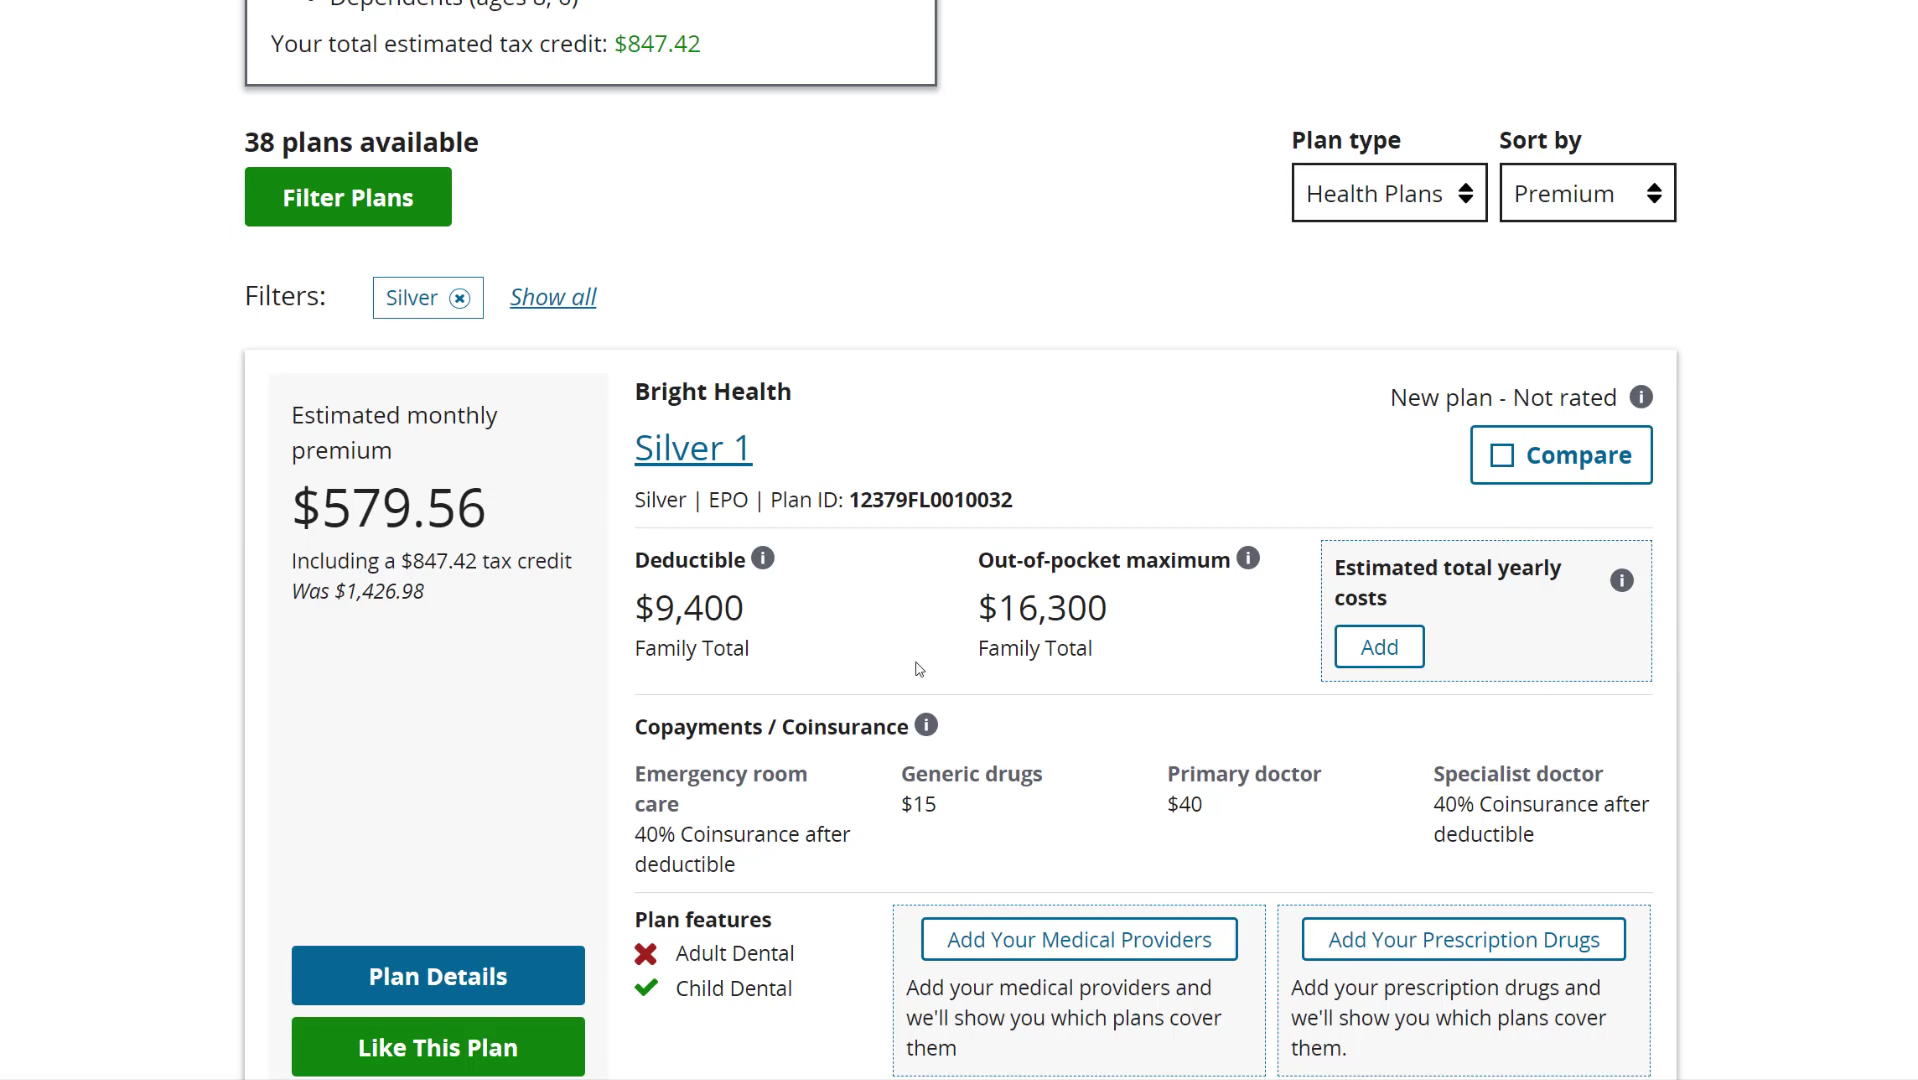 Dependents (ages 8, 6)
Your total estimated tax credit: $847.42
38 plans available
Filter Plans
Plan type
Health Plans
Sort by
Premium
Filters:
Silver
Show all
Estimated monthly
premium
$579.56
Including a $847.42 tax credit
Was $1,426.98
Plan Details
Like This Plan
Bright Health
New plan - Not rated
Silver 1
Compare
Silver | EPO | Plan ID: 12379FL0010032
Deductible
$9,400
Family Total
Out-of-pocket maximum
$16,300
Family Total
Estimated total yearly
costs
Add
Copayments / Coinsurance
Emergency room
care
40% Coinsurance after
deductible
Generic drugs
$15
Primary doctor
$40
Specialist doctor
40% Coinsurance after
deductible
Plan features
Adult Dental
Child Dental
Add Your Medical Providers
Add your medical providers and
we'll show you which plans cover
them
Add Your Prescription Drugs
Add your prescription drugs and
we'll show you which plans cover
them.